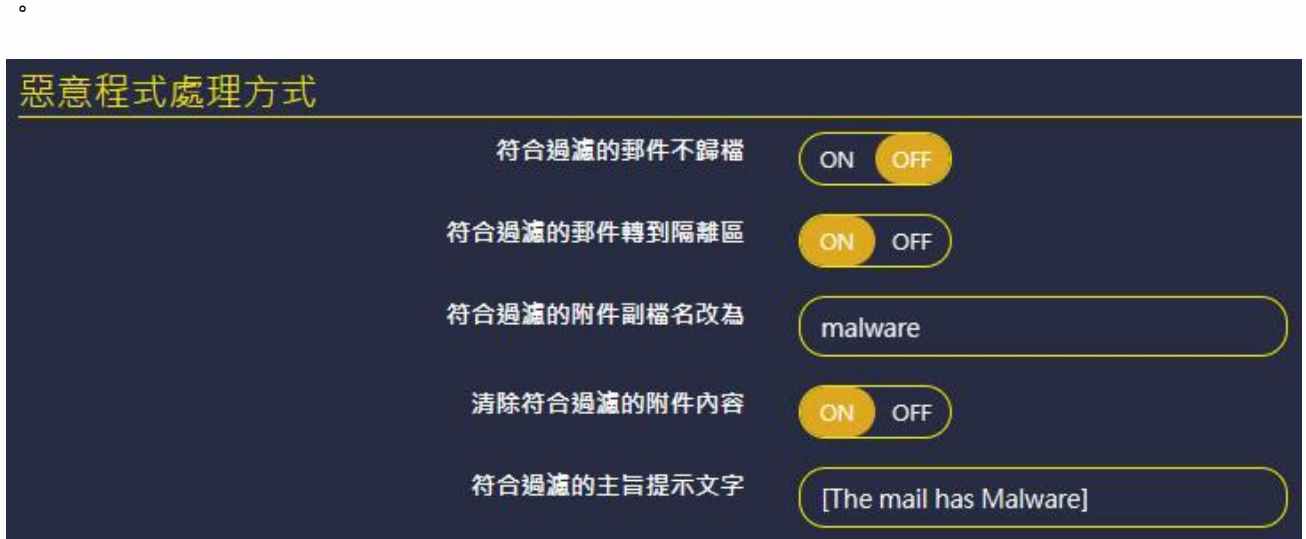 。
惡意程式處理方式
符合過濾的郵件不歸檔 ON OFF
符合過濾的郵件轉到隔離區 ON OFF
符合過濾的附件副檔名改為 malware
清除符合過濾的附件內容 ON OFF
符合過濾的主旨提示文字 [The mail has Malware]